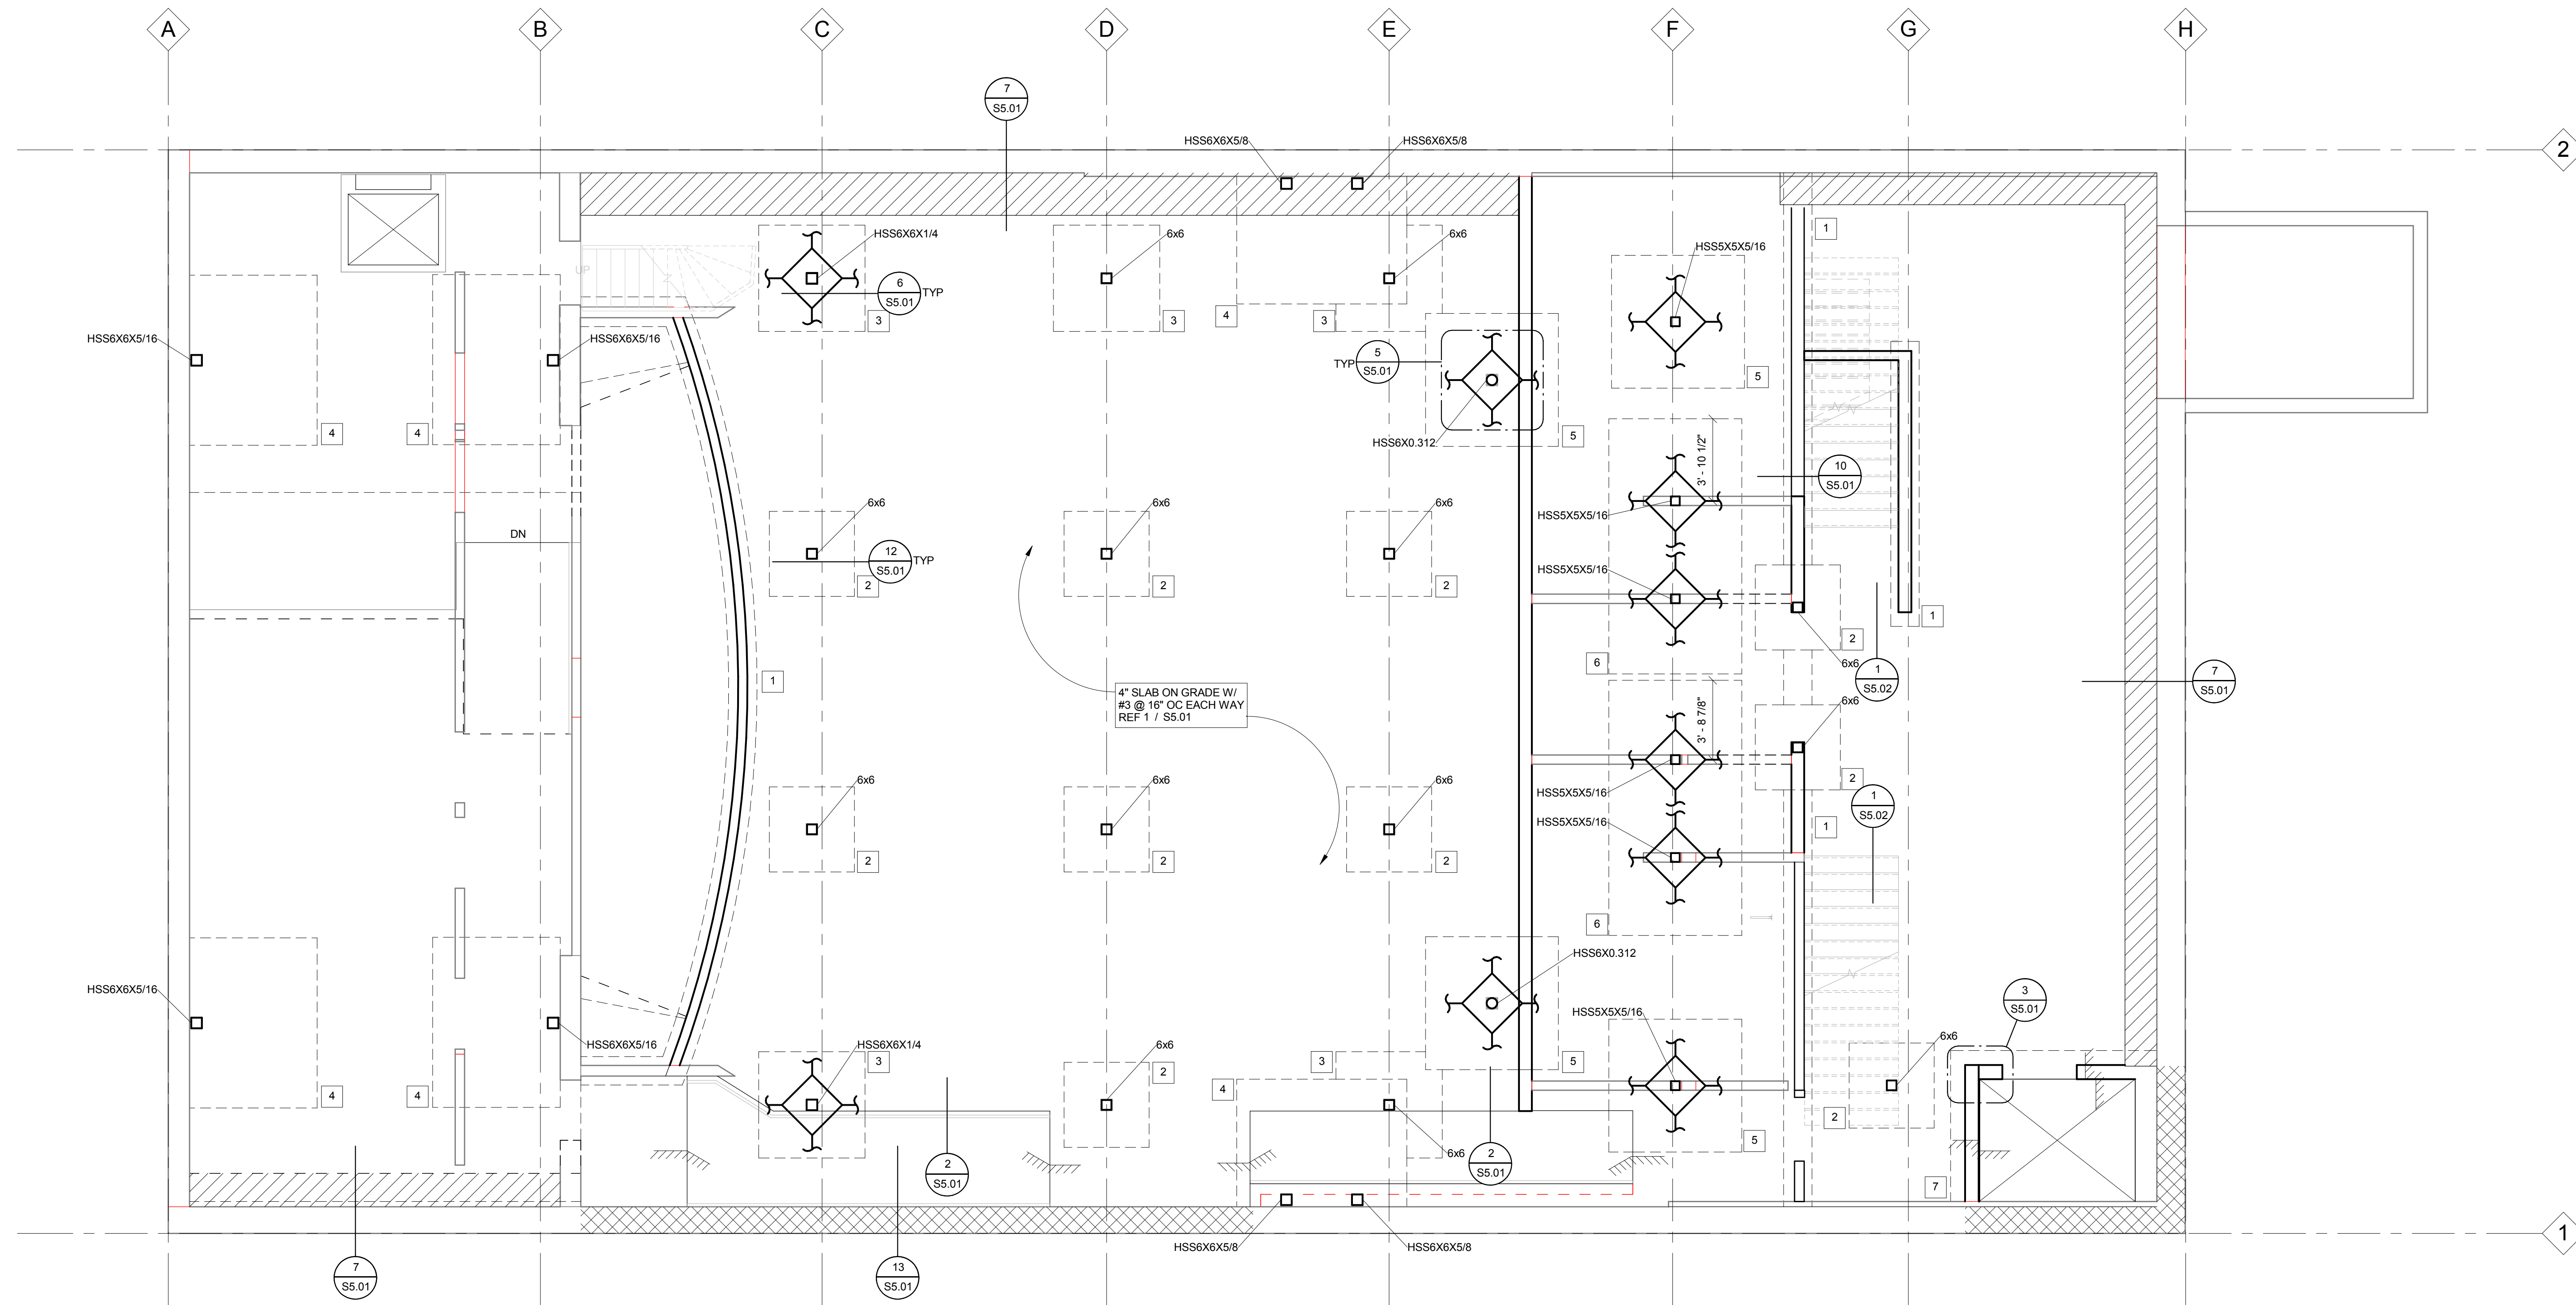 A
B
C
D
E
F
G
H
7
S5.01
HSS6X6X5/8
HSS6X6X5/8
2
HSS6X6X1/4
6x6
6x6
HSS5X5X5/16
1
UP
6
S5.01
TYP
3
3
4
3
HSS6X6X5/16
HSS6X6X5/16
5
S5.01
TYP
5
4
4
HSS6X0.312
5
3' - 10 1/2"
10
S5.01
6x6
6x6
6x6
HSS5X5X5/16
DN
12
S5.01
TYP
HSS5X5X5/16
2
2
2
1
2
6
6x6
1
S5.02
1
7
S5.01
4" SLAB ON GRADE W/
#3 @ 16" OC EACH WAY
REF 1 / S5.01
3' - 8 7/8"
6x6
6x6
6x6
6x6
HSS5X5X5/16
2
1
S5.02
HSS5X5X5/16
1
2
2
2
6
HSS6X0.312
HSS6X6X5/16
3
S5.01
HSS5X5X5/16
HSS6X6X5/16
HSS6X6X1/4
6x6
6x6
3
2
3
5
4
4
4
2
5
6x6
2
S5.01
2
S5.01
7
HSS6X6X5/8
HSS6X6X5/8
1
7
S5.01
13
S5.01